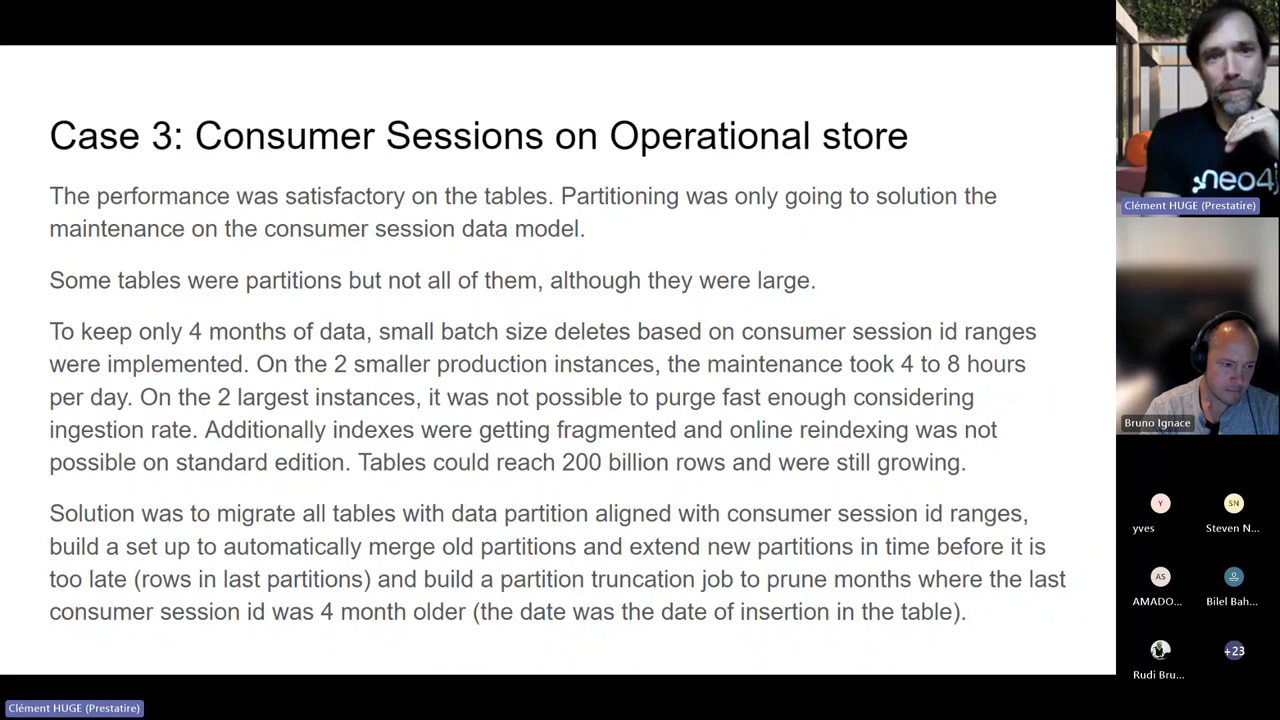 Case 3: Consumer Sessions on Operational store
The performance was satisfactory on the tables. Partitioning was only going to solution the
maintenance on the consumer session data model.
Some tables were partitions but not all of them, although they were large.
To keep only 4 months of data, small batch size deletes based on consumer session id ranges
were implemented. On the 2 smaller production instances, the maintenance took 4 to 8 hours
per day. On the 2 largest instances, it was not possible to purge fast enough considering
ingestion rate. Additionally indexes were getting fragmented and online reindexing was not
possible on standard edition. Tables could reach 200 billion rows and were still growing.
Solution was to migrate all tables with data partition aligned with consumer session id ranges,
build a set up to automatically merge old partitions and extend new partitions in time before it is
too late (rows in last partitions) and build a partition truncation job to prune months where the last
consumer session id was 4 month older (the date was the date of insertion in the table).
Clément HUGE (Prestatire)
neo4j
Clément HUGE (Prestatire)
Bruno Ignace
Y
yves
SN
Steven N...
AS
AMADO...
Bilel Bah...
Rudi Bru...
+23